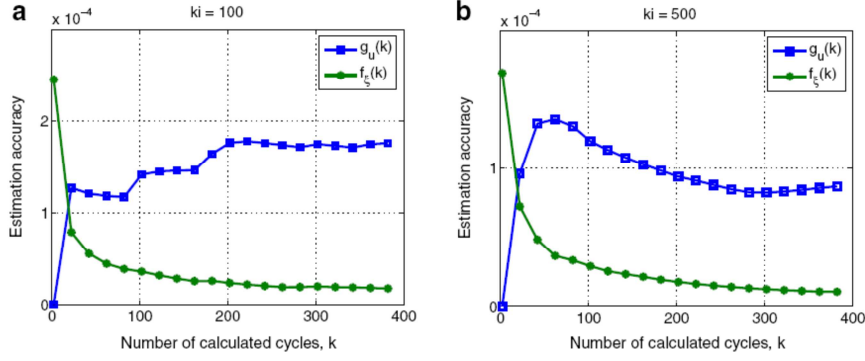 a
ki = 100
x 10⁻⁴
g_u(k)
f_ξ(k)
Estimation accuracy
2
1
0
0 100 200 300 400
Number of calculated cycles, k
b
ki = 500
x 10⁻⁴
g_u(k)
f_ξ(k)
Estimation accuracy
1
0
0 100 200 300 400
Number of calculated cycles, k